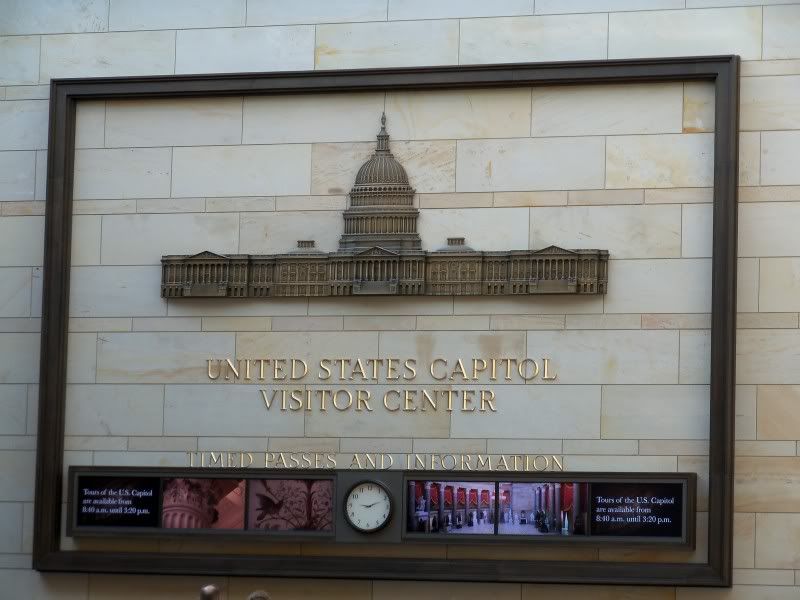 UNITED STATES CAPITOL
VISITOR CENTER
TIMED PASSES AND INFORMATION
Tours of the U.S. Capitol
are available from
8:40 a.m. until 3:20 p.m.
Tours of the U.S. Capitol
are available from
8:40 a.m. until 3:20 p.m.